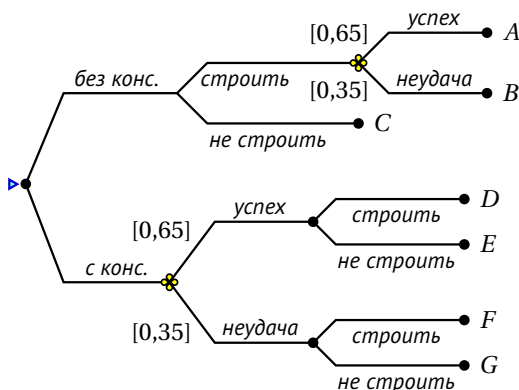 [0,65]
успех
A
без конс.
строить
[0,35]
неудача
B
не строить
C
[0,65]
успех
строить
D
с конс.
не строить
E
[0,35]
неудача
строить
F
не строить
G